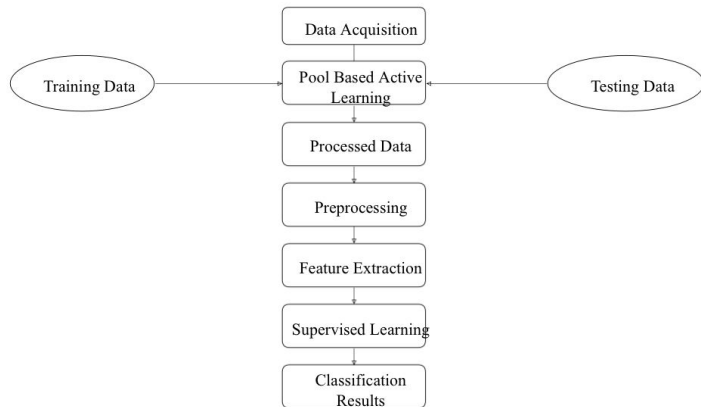 Data Acquisition
Training Data
Pool Based Active
Learning
Testing Data
Processed Data
Preprocessing
Feature Extraction
Supervised Learning
Classification
Results